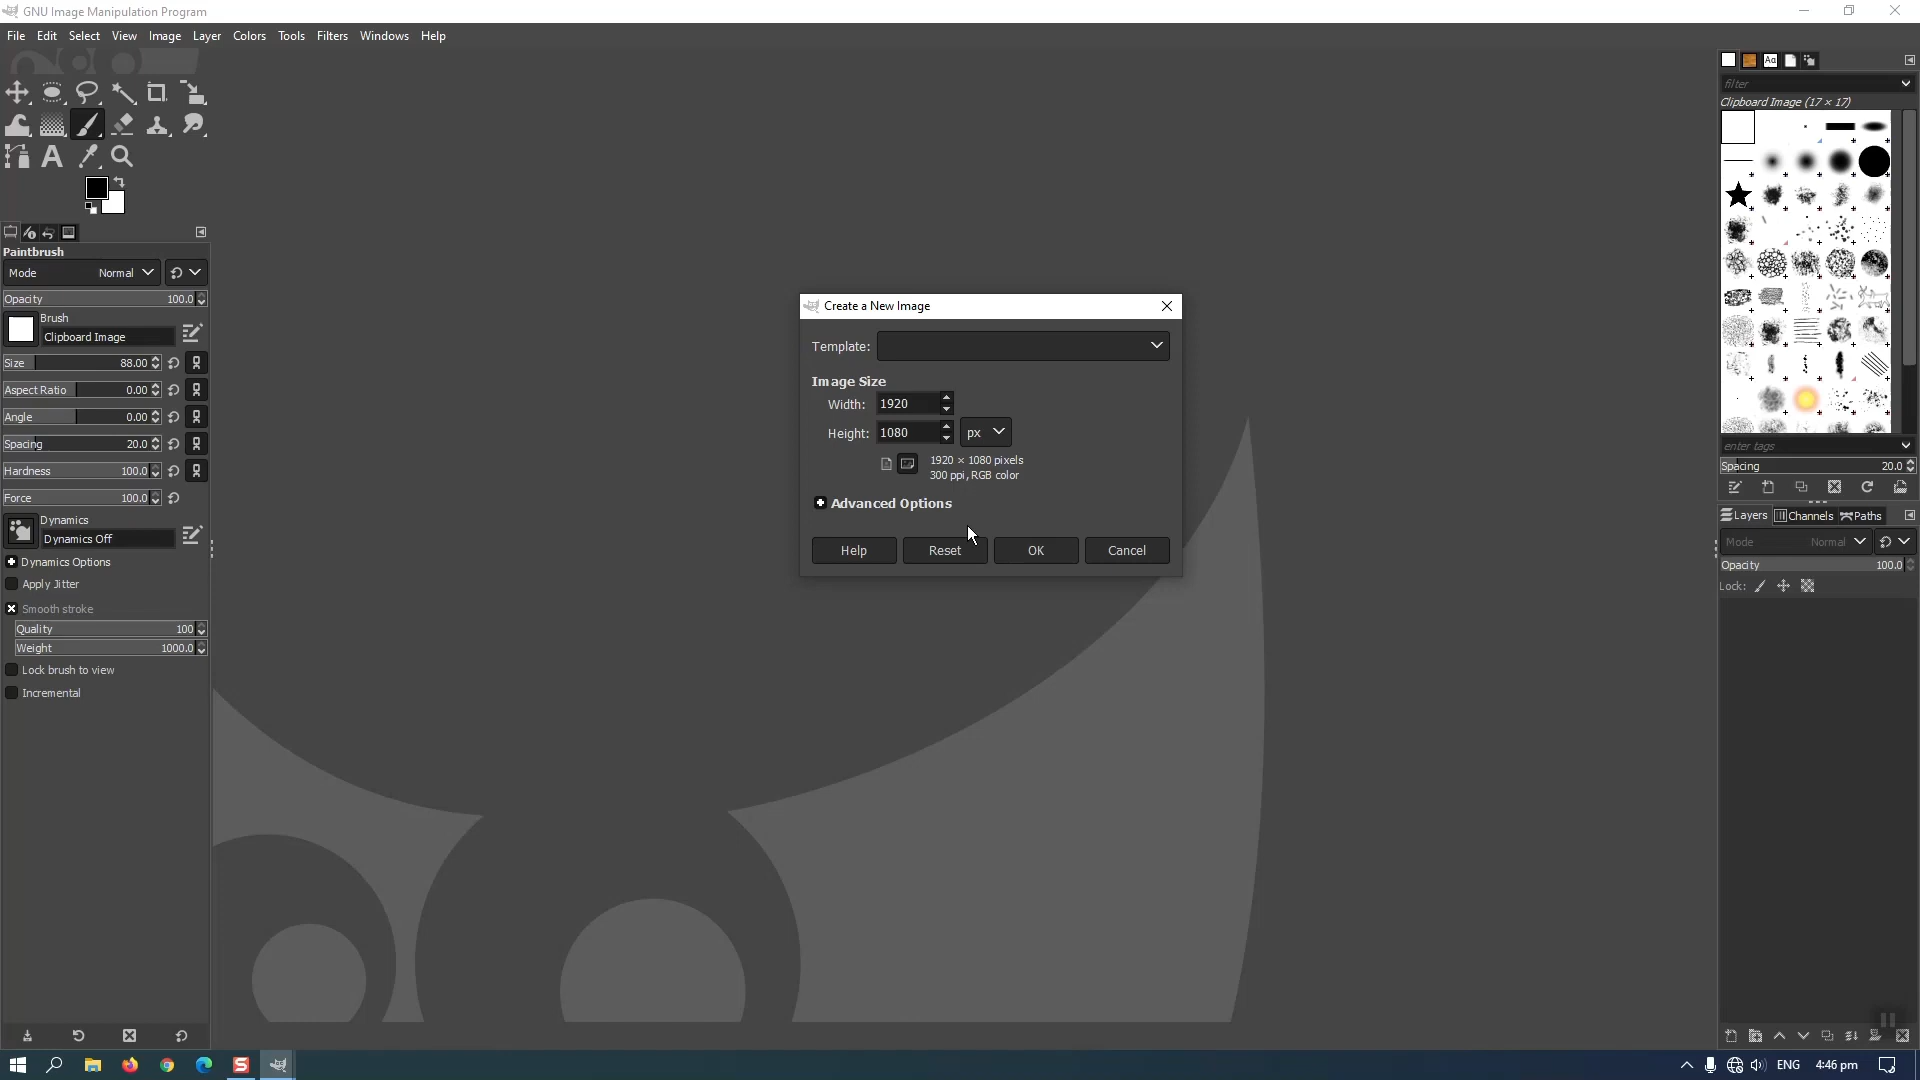 GNU Image Manipulation Program
File Edit Select View Image Layer Colors Tools Filters Windows Help
Aa
filter
Clipboard Image (17 × 17)
A
Paintbrush
Mode Normal
Opacity 100.0
Brush
Clipboard Image
Size 88.00
Aspect Ratio 0.00
Angle 0.00
Spacing 20.0
Hardness 100.0
Force 100.0
Dynamics
Dynamics Off
Dynamics Options
Apply Jitter
Smooth stroke
Quality 100
Weight 1000.0
Lock brush to view
Incremental
Create a New Image
Template:
Image Size
Width: 1920
Height: 1080 px
1920 × 1080 pixels
300 ppi, RGB color
Advanced Options
Help Reset OK Cancel
enter tags
Spacing 20.0
Layers Channels Paths
Mode Normal
Opacity 100.0
Lock:
S
ENG 4:46 pm